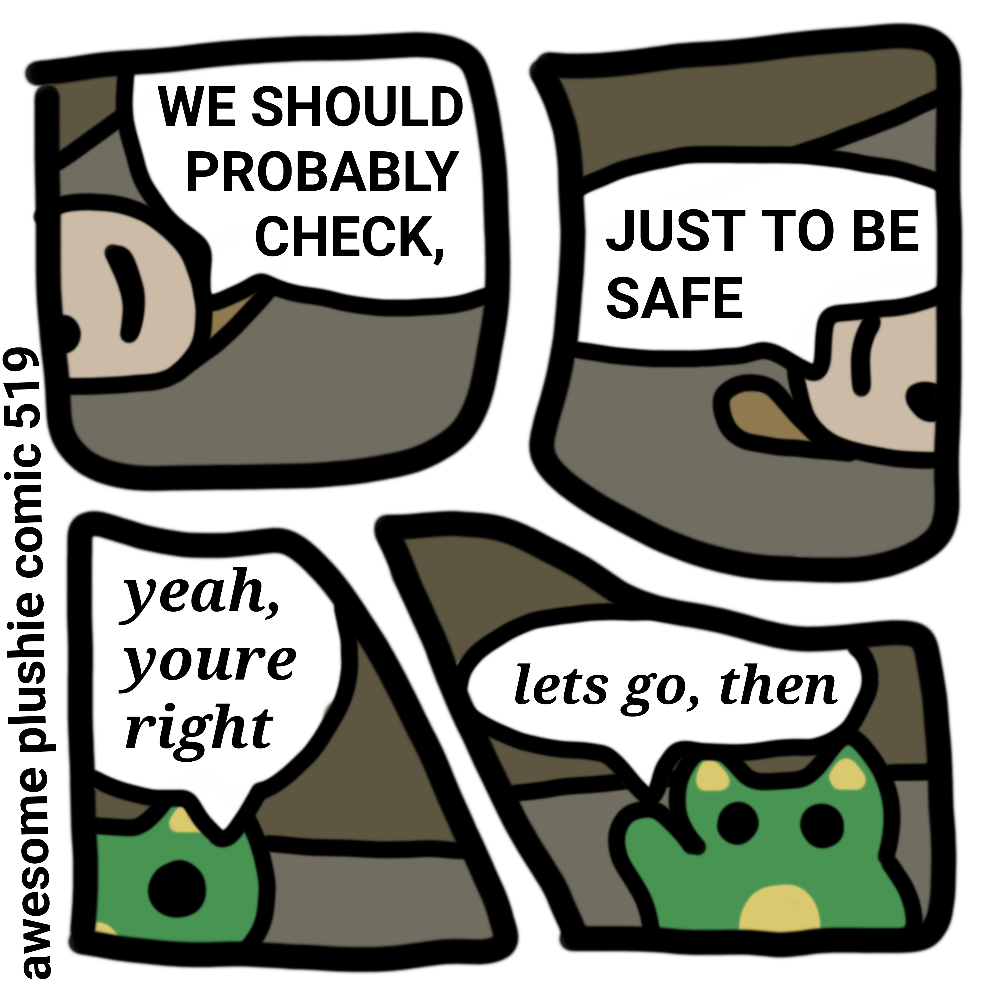 WE SHOULD
PROBABLY
CHECK,
JUST TO BE
SAFE
yeah,
youre
right
lets go, then
awesome plushie comic 519